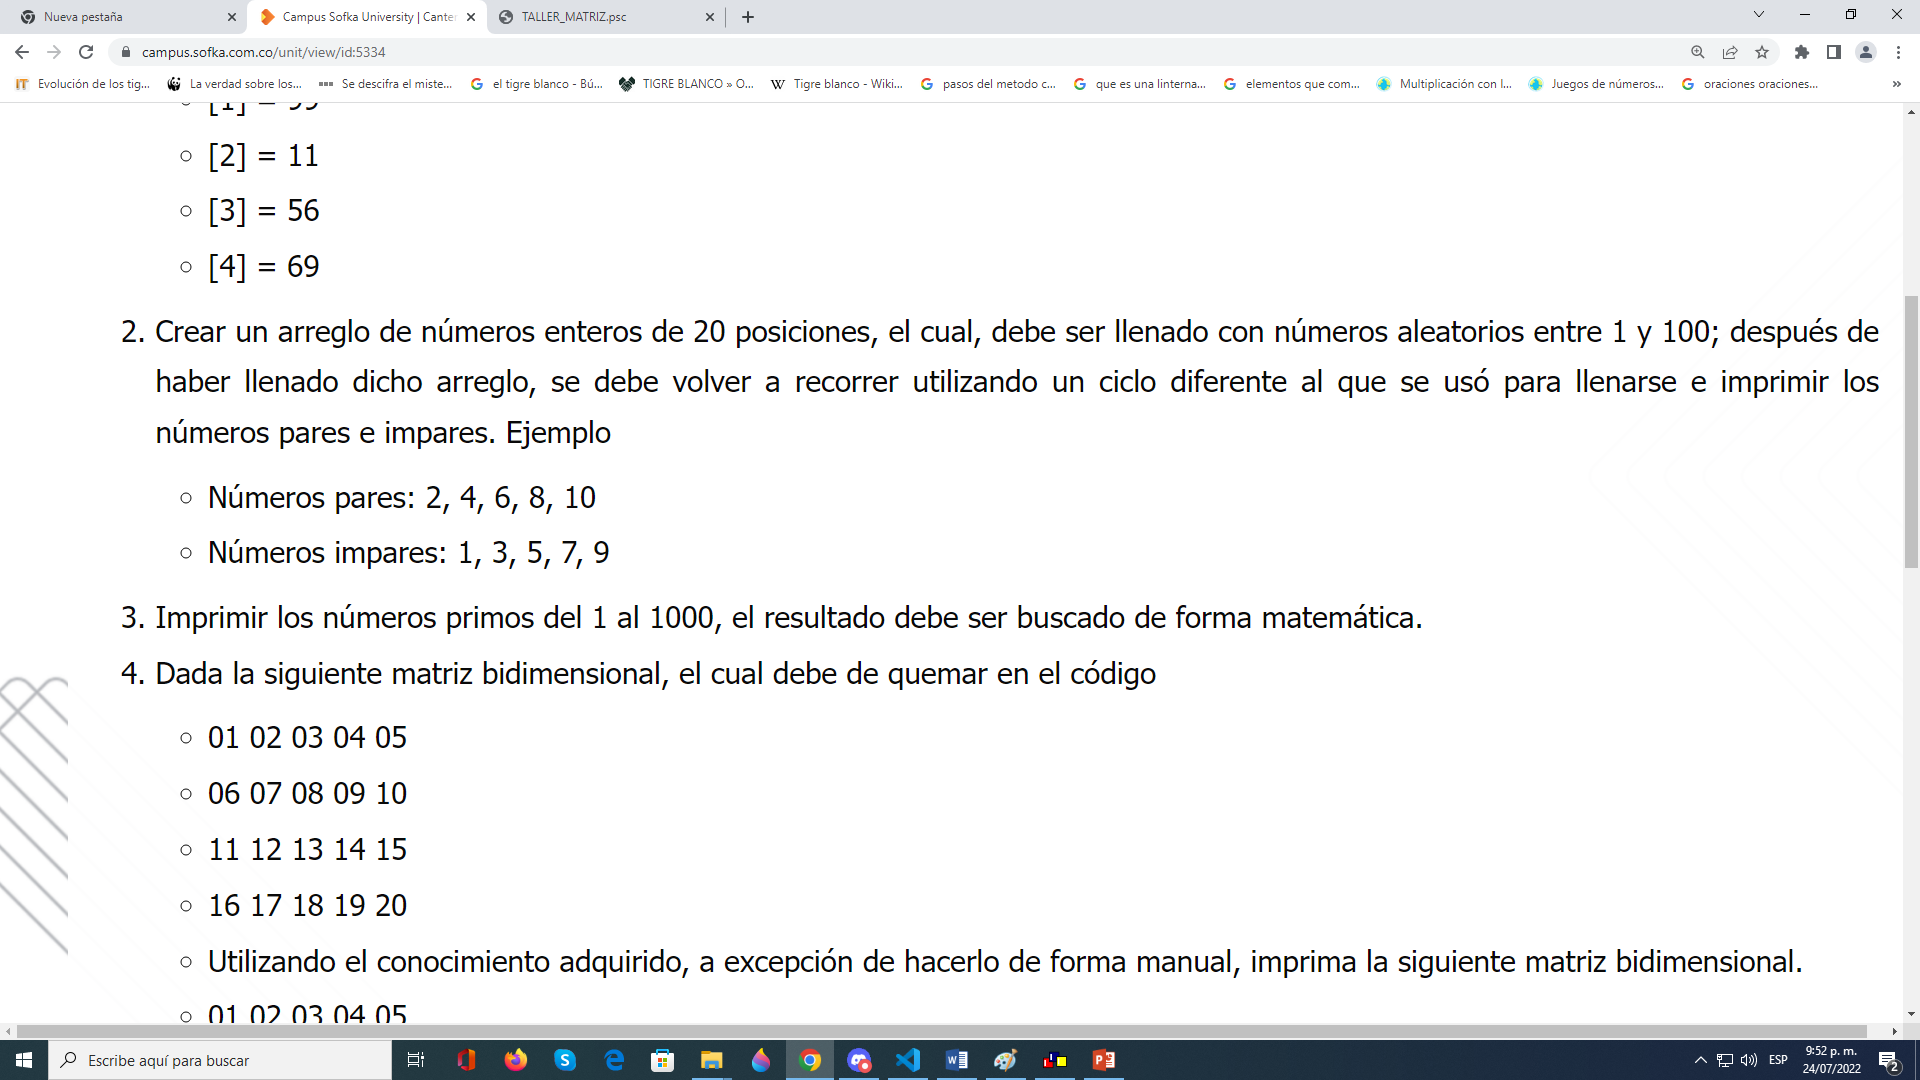 Nueva pestaña
Campus Sofka University | Canter
TALLER_MATRIZ.psc
campus.sofka.com.co/unit/view/id:5334
Evolución de los tig...
La verdad sobre los...
Se descifra el miste...
el tigre blanco - Bú...
TIGRE BLANCO » O...
Tigre blanco - Wiki...
pasos del metodo c...
que es una linterna...
elementos que com...
Multiplicación con l...
Juegos de números...
oraciones oraciones...
[1] = 99
[2] = 11
[3] = 56
[4] = 69
2. Crear un arreglo de números enteros de 20 posiciones, el cual, debe ser llenado con números aleatorios entre 1 y 100; después de
haber llenado dicho arreglo, se debe volver a recorrer utilizando un ciclo diferente al que se usó para llenarse e imprimir los
números pares e impares. Ejemplo
Números pares: 2, 4, 6, 8, 10
Números impares: 1, 3, 5, 7, 9
3. Imprimir los números primos del 1 al 1000, el resultado debe ser buscado de forma matemática.
4. Dada la siguiente matriz bidimensional, el cual debe de quemar en el código
01 02 03 04 05
06 07 08 09 10
11 12 13 14 15
16 17 18 19 20
Utilizando el conocimiento adquirido, a excepción de hacerlo de forma manual, imprima la siguiente matriz bidimensional.
01 02 03 04 05
Escribe aquí para buscar
ESP
9:52 p. m.
24/07/2022
2